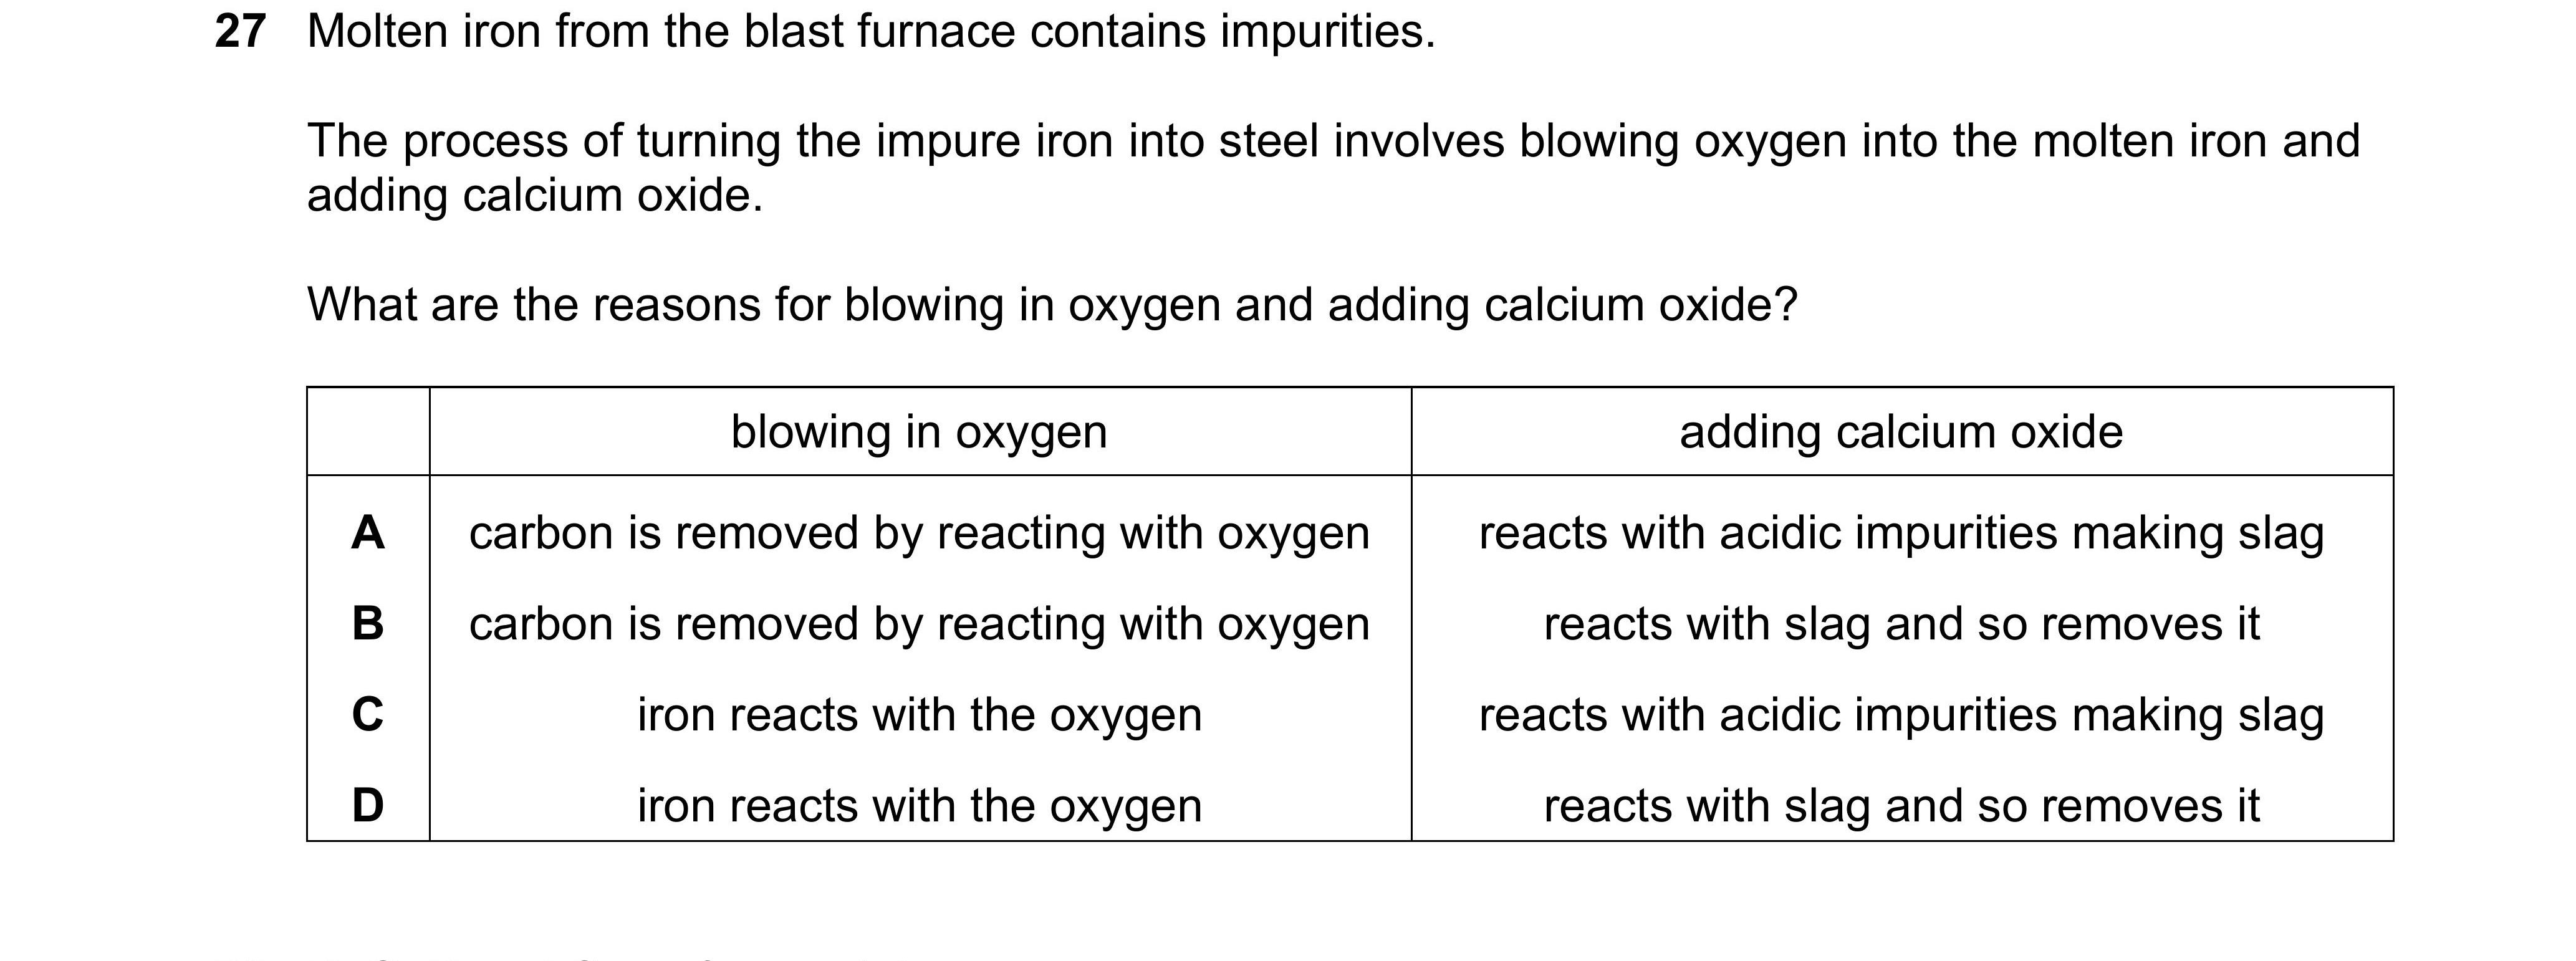 27 Molten iron from the blast furnace contains impurities.
The process of turning the impure iron into steel involves blowing oxygen into the molten iron and
adding calcium oxide.
What are the reasons for blowing in oxygen and adding calcium oxide?
blowing in oxygen adding calcium oxide
A carbon is removed by reacting with oxygen reacts with acidic impurities making slag
B carbon is removed by reacting with oxygen reacts with slag and so removes it
C iron reacts with the oxygen reacts with acidic impurities making slag
D iron reacts with the oxygen reacts with slag and so removes it